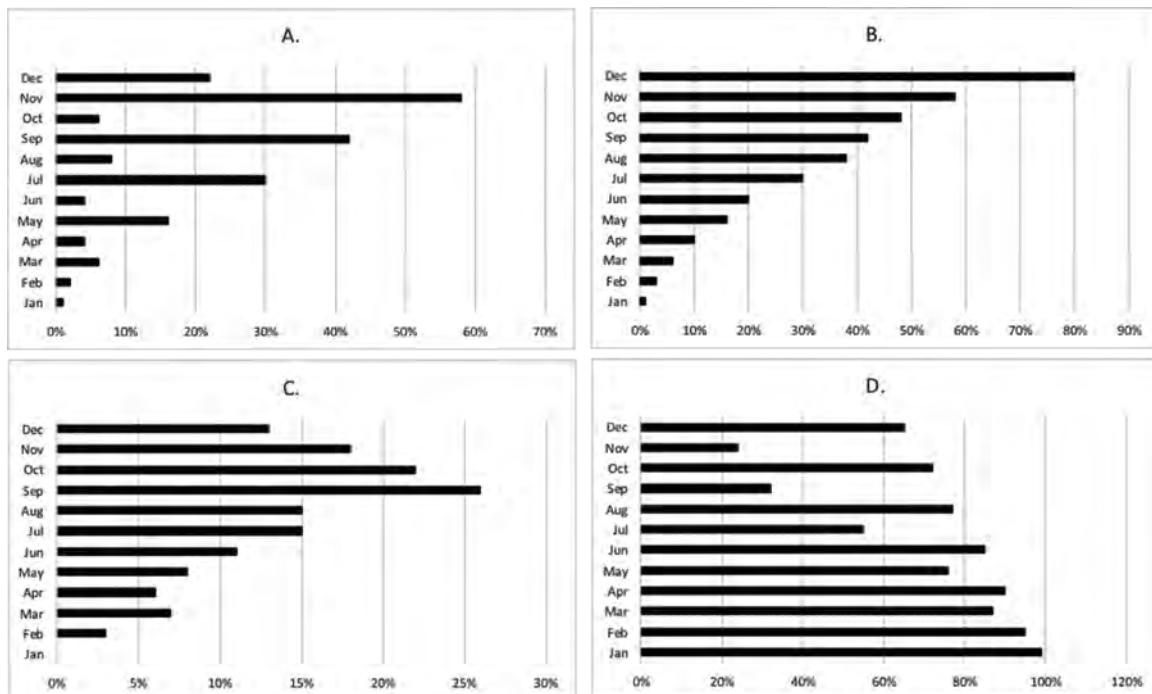 A.
Dec
Nov
Oct
Sep
Aug
Jul
Jun
May
Apr
Mar
Feb
Jan
0% 10% 20% 30% 40% 50% 60% 70%
B.
Dec
Nov
Oct
Sep
Aug
Jul
Jun
May
Apr
Mar
Feb
Jan
0% 10% 20% 30% 40% 50% 60% 70% 80% 90%
C.
Dec
Nov
Oct
Sep
Aug
Jul
Jun
May
Apr
Mar
Feb
Jan
0% 5% 10% 15% 20% 25% 30%
D.
Dec
Nov
Oct
Sep
Aug
Jul
Jun
May
Apr
Mar
Feb
Jan
0% 20% 40% 60% 80% 100% 120%